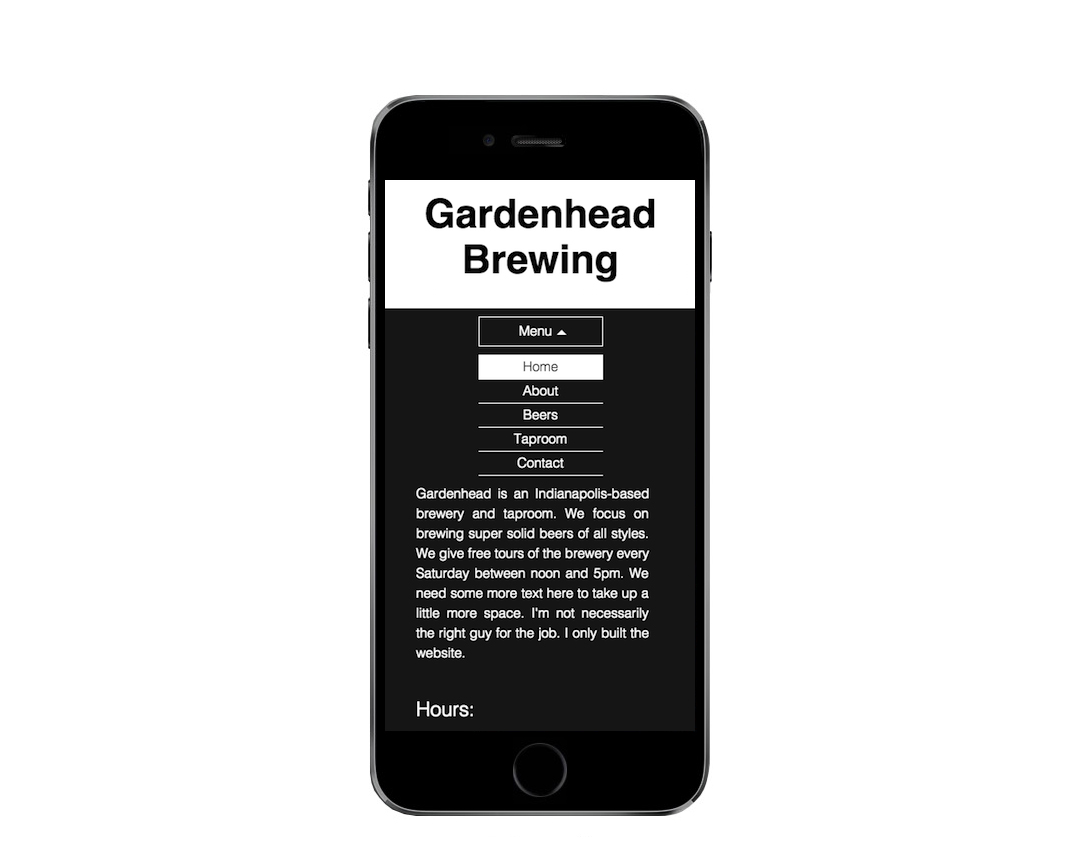 Gardenhead
Brewing
Menu
Home
About
Beers
Taproom
Contact
Gardenhead is an Indianapolis-based
brewery and taproom. We focus on
brewing super solid beers of all styles.
We give free tours of the brewery every
Saturday between noon and 5pm. We
need some more text here to take up a
little more space. I'm not necessarily
the right guy for the job. I only built the
website.
Hours: